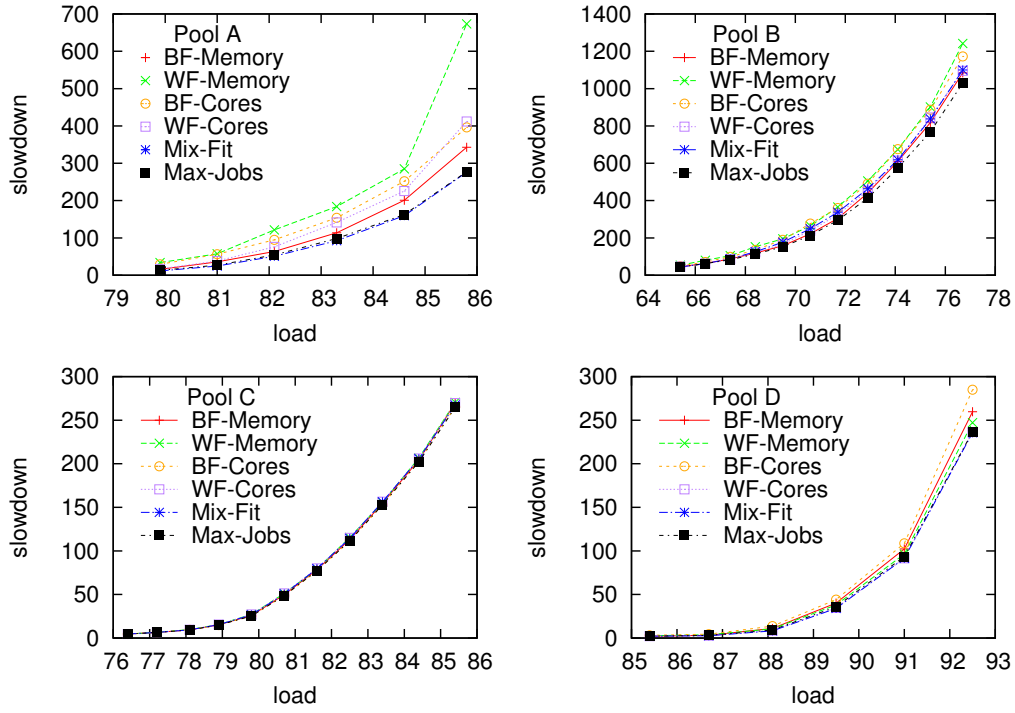 Pool A
BF-Memory
WF-Memory
BF-Cores
WF-Cores
Mix-Fit
Max-Jobs
slowdown
700
600
500
400
300
200
100
0
79 80 81 82 83 84 85 86
load
Pool B
BF-Memory
WF-Memory
BF-Cores
WF-Cores
Mix-Fit
Max-Jobs
slowdown
1400
1200
1000
800
600
400
200
0
64 66 68 70 72 74 76 78
load
Pool C
BF-Memory
WF-Memory
BF-Cores
WF-Cores
Mix-Fit
Max-Jobs
slowdown
300
250
200
150
100
50
0
76 77 78 79 80 81 82 83 84 85 86
load
Pool D
BF-Memory
WF-Memory
BF-Cores
WF-Cores
Mix-Fit
Max-Jobs
slowdown
300
250
200
150
100
50
0
85 86 87 88 89 90 91 92 93
load